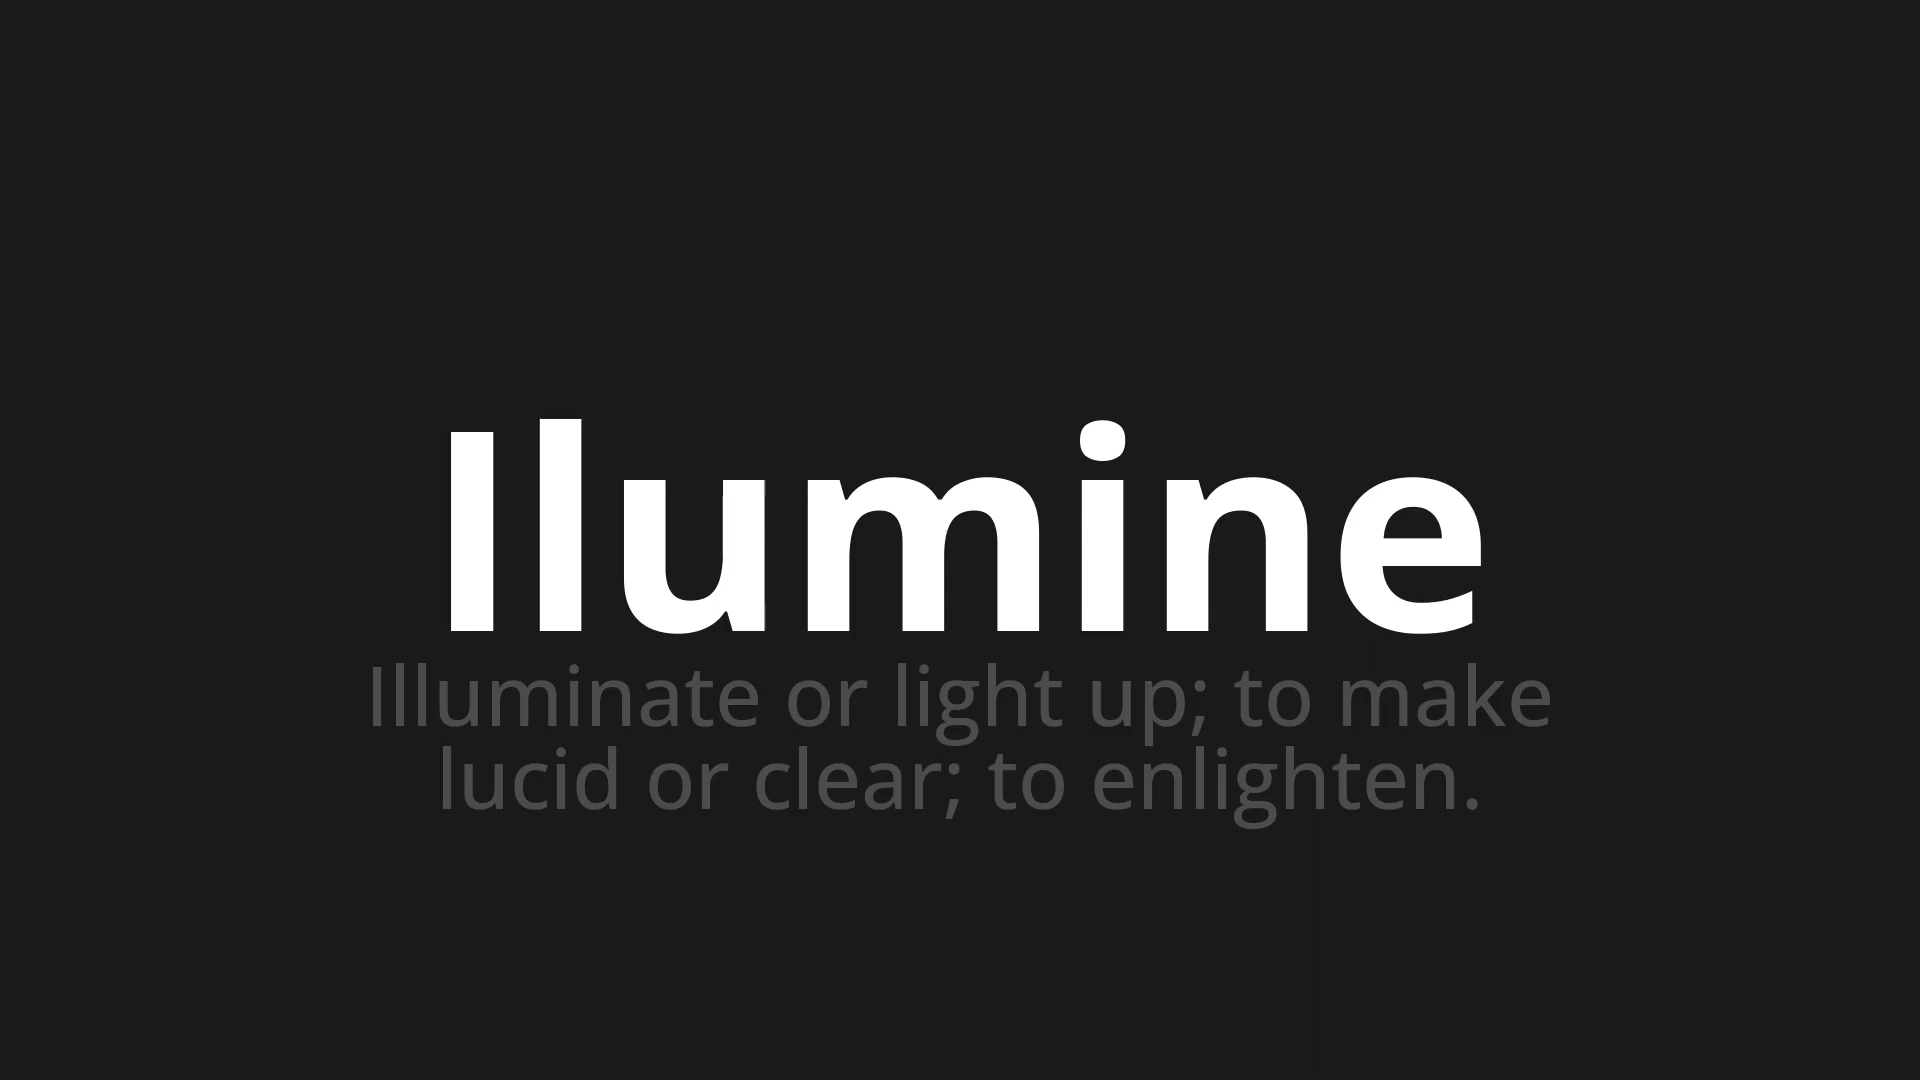 Ilumine
Illuminate or light up; to make
lucid or clear; to enlighten.